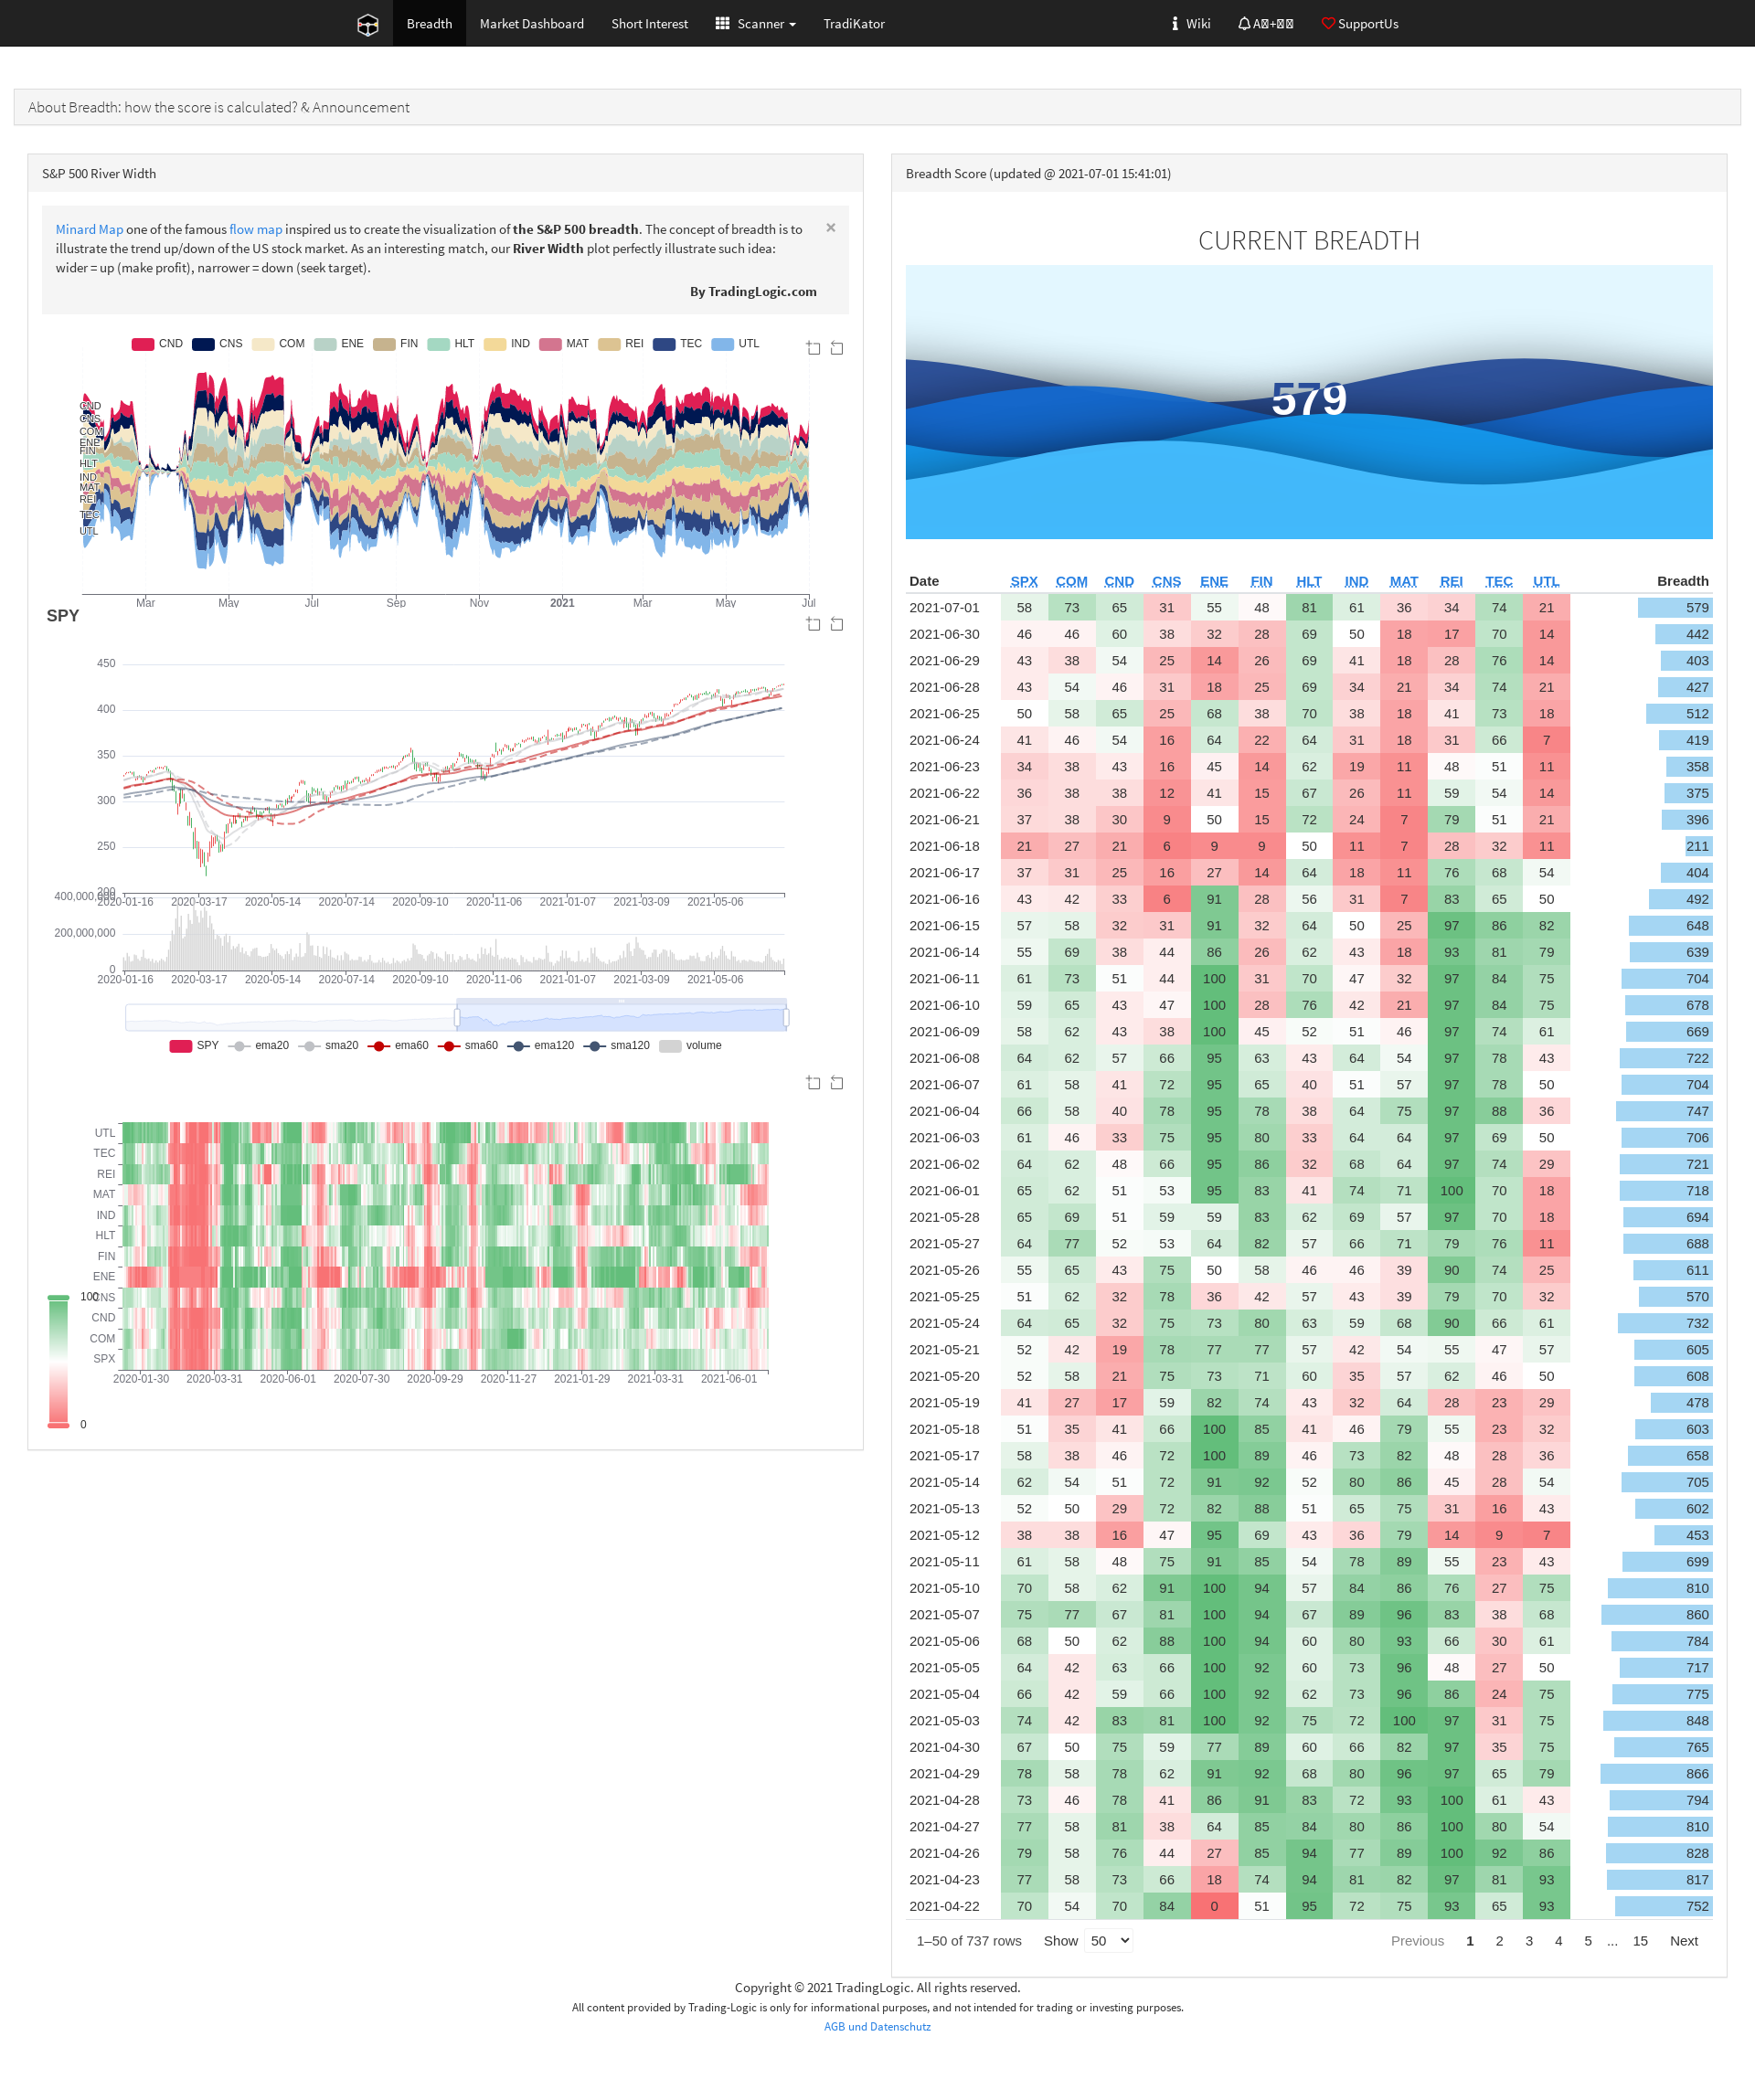 Breadth Market Dashboard Short Interest Scanner TradiKator Wiki SupportUs
About Breadth: how the score is calculated? & Announcement
S&P 500 River Width
Minard Map one of the famous flow map inspired us to create the visualization of the S&P 500 breadth. The concept of breadth is to
illustrate the trend up/down of the US stock market. As an interesting match, our River Width plot perfectly illustrate such idea:
wider = up (make profit), narrower = down (seek target).
×
By TradingLogic.com
CND CNS COM ENE FIN HLT IND MAT REI TEC UTL
CND
CNS
COM
ENE
FIN
HLT
IND
MAT
REI
TEC
UTL
Mar May Jul Sep Nov 2021 Mar May Jul
SPY
450
400
350
300
250
200
2020-01-16 2020-03-17 2020-05-14 2020-07-14 2020-09-10 2020-11-06 2021-01-07 2021-03-09 2021-05-06
400,000,000
200,000,000
0
2020-01-16 2020-03-17 2020-05-14 2020-07-14 2020-09-10 2020-11-06 2021-01-07 2021-03-09 2021-05-06
SPY ema20 sma20 ema60 sma60 ema120 sma120 volume
UTL
TEC
REI
MAT
IND
HLT
FIN
ENE
CNS
CND
COM
SPX
100
0
2020-01-30 2020-03-31 2020-06-01 2020-07-30 2020-09-29 2020-11-27 2021-01-29 2021-03-31 2021-06-01
Breadth Score (updated @ 2021-07-01 15:41:01)
CURRENT BREADTH
579
Date SPX COM CND CNS ENE FIN HLT IND MAT REI TEC UTL Breadth
2021-07-01 58 73 65 31 55 48 81 61 36 34 74 21 579
2021-06-30 46 46 60 38 32 28 69 50 18 17 70 14 442
2021-06-29 43 38 54 25 14 26 69 41 18 28 76 14 403
2021-06-28 43 54 46 31 18 25 69 34 21 34 74 21 427
2021-06-25 50 58 65 25 68 38 70 38 18 41 73 18 512
2021-06-24 41 46 54 16 64 22 64 31 18 31 66 7 419
2021-06-23 34 38 43 16 45 14 62 19 11 48 51 11 358
2021-06-22 36 38 38 12 41 15 67 26 11 59 54 14 375
2021-06-21 37 38 30 9 50 15 72 24 7 79 51 21 396
2021-06-18 21 27 21 6 9 9 50 11 7 28 32 11 211
2021-06-17 37 31 25 16 27 14 64 18 11 76 68 54 404
2021-06-16 43 42 33 6 91 28 56 31 7 83 65 50 492
2021-06-15 57 58 32 31 91 32 64 50 25 97 86 82 648
2021-06-14 55 69 38 44 86 26 62 43 18 93 81 79 639
2021-06-11 61 73 51 44 100 31 70 47 32 97 84 75 704
2021-06-10 59 65 43 47 100 28 76 42 21 97 84 75 678
2021-06-09 58 62 43 38 100 45 52 51 46 97 74 61 669
2021-06-08 64 62 57 66 95 63 43 64 54 97 78 43 722
2021-06-07 61 58 41 72 95 65 40 51 57 97 78 50 704
2021-06-04 66 58 40 78 95 78 38 64 75 97 88 36 747
2021-06-03 61 46 33 75 95 80 33 64 64 97 69 50 706
2021-06-02 64 62 48 66 95 86 32 68 64 97 74 29 721
2021-06-01 65 62 51 53 95 83 41 74 71 100 70 18 718
2021-05-28 65 69 51 59 59 83 62 69 57 97 70 18 694
2021-05-27 64 77 52 53 64 82 57 66 71 79 76 11 688
2021-05-26 55 65 43 75 50 58 46 46 39 90 74 25 611
2021-05-25 51 62 32 78 36 42 57 43 39 79 70 32 570
2021-05-24 64 65 32 75 73 80 63 59 68 90 66 61 732
2021-05-21 52 42 19 78 77 77 57 42 54 55 47 57 605
2021-05-20 52 58 21 75 73 71 60 35 57 62 46 50 608
2021-05-19 41 27 17 59 82 74 43 32 64 28 23 29 478
2021-05-18 51 35 41 66 100 85 41 46 79 55 23 32 603
2021-05-17 58 38 46 72 100 89 46 73 82 48 28 36 658
2021-05-14 62 54 51 72 91 92 52 80 86 45 28 54 705
2021-05-13 52 50 29 72 82 88 51 65 75 31 16 43 602
2021-05-12 38 38 16 47 95 69 43 36 79 14 9 7 453
2021-05-11 61 58 48 75 91 85 54 78 89 55 23 43 699
2021-05-10 70 58 62 91 100 94 57 84 86 76 27 75 810
2021-05-07 75 77 67 81 100 94 67 89 96 83 38 68 860
2021-05-06 68 50 62 88 100 94 60 80 93 66 30 61 784
2021-05-05 64 42 63 66 100 92 60 73 96 48 27 50 717
2021-05-04 66 42 59 66 100 92 62 73 96 86 24 75 775
2021-05-03 74 42 83 81 100 92 75 72 100 97 31 75 848
2021-04-30 67 50 75 59 77 89 60 66 82 97 35 75 765
2021-04-29 78 58 78 62 91 92 68 80 96 97 65 79 866
2021-04-28 73 46 78 41 86 91 83 72 93 100 61 43 794
2021-04-27 77 58 81 38 64 85 84 80 86 100 80 54 810
2021-04-26 79 58 76 44 27 85 94 77 89 100 92 86 828
2021-04-23 77 58 73 66 18 74 94 81 82 97 81 93 817
2021-04-22 70 54 70 84 0 51 95 72 75 93 65 93 752
1–50 of 737 rows Show 50 Previous 1 2 3 4 5 ... 15 Next
Copyright © 2021 TradingLogic. All rights reserved.
All content provided by Trading-Logic is only for informational purposes, and not intended for trading or investing purposes.
AGB und Datenschutz